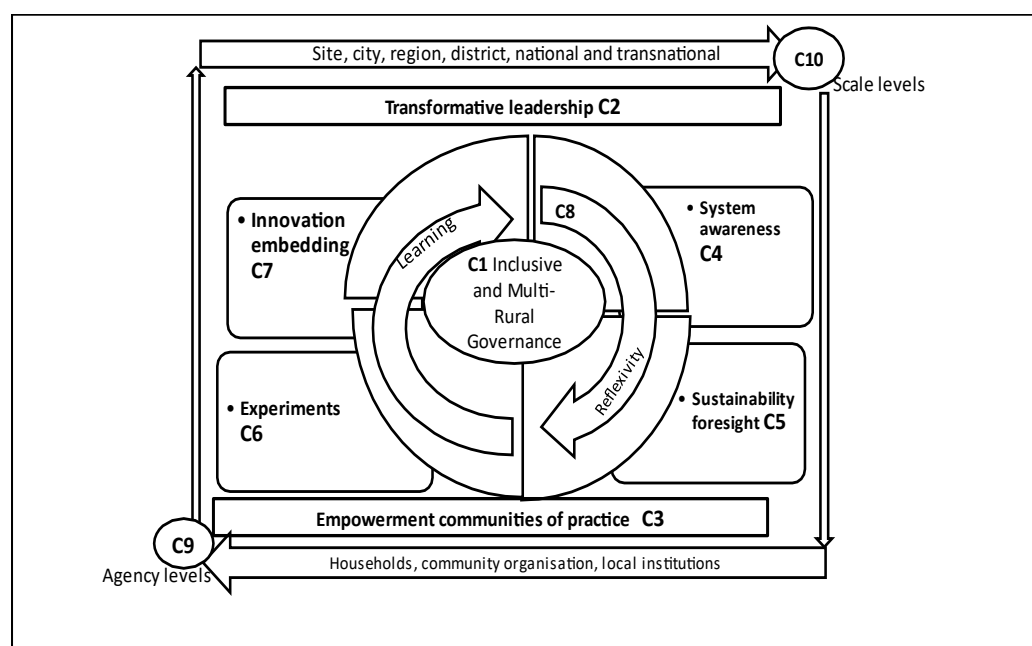 Site, city, region, district, national and transnational
C10
Scale levels
Transformative leadership C2
• Innovation
embedding
C7
Learning
C8
• System
awareness
C4
C1 Inclusive
and Multi-
Rural
Governance
• Experiments
C6
Reflexivity
• Sustainability
foresight C5
Empowerment communities of practice C3
C9
Agency levels
Households, community organisation, local institutions